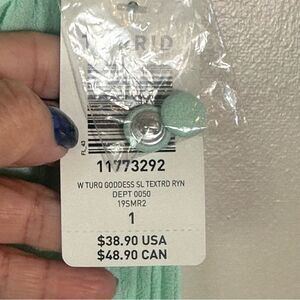 11773292
W TURQ GODDESS SL TEXTRD RYN
DEPT 0050
19SMR2
1
$38.90 USA
$48.90 CAN